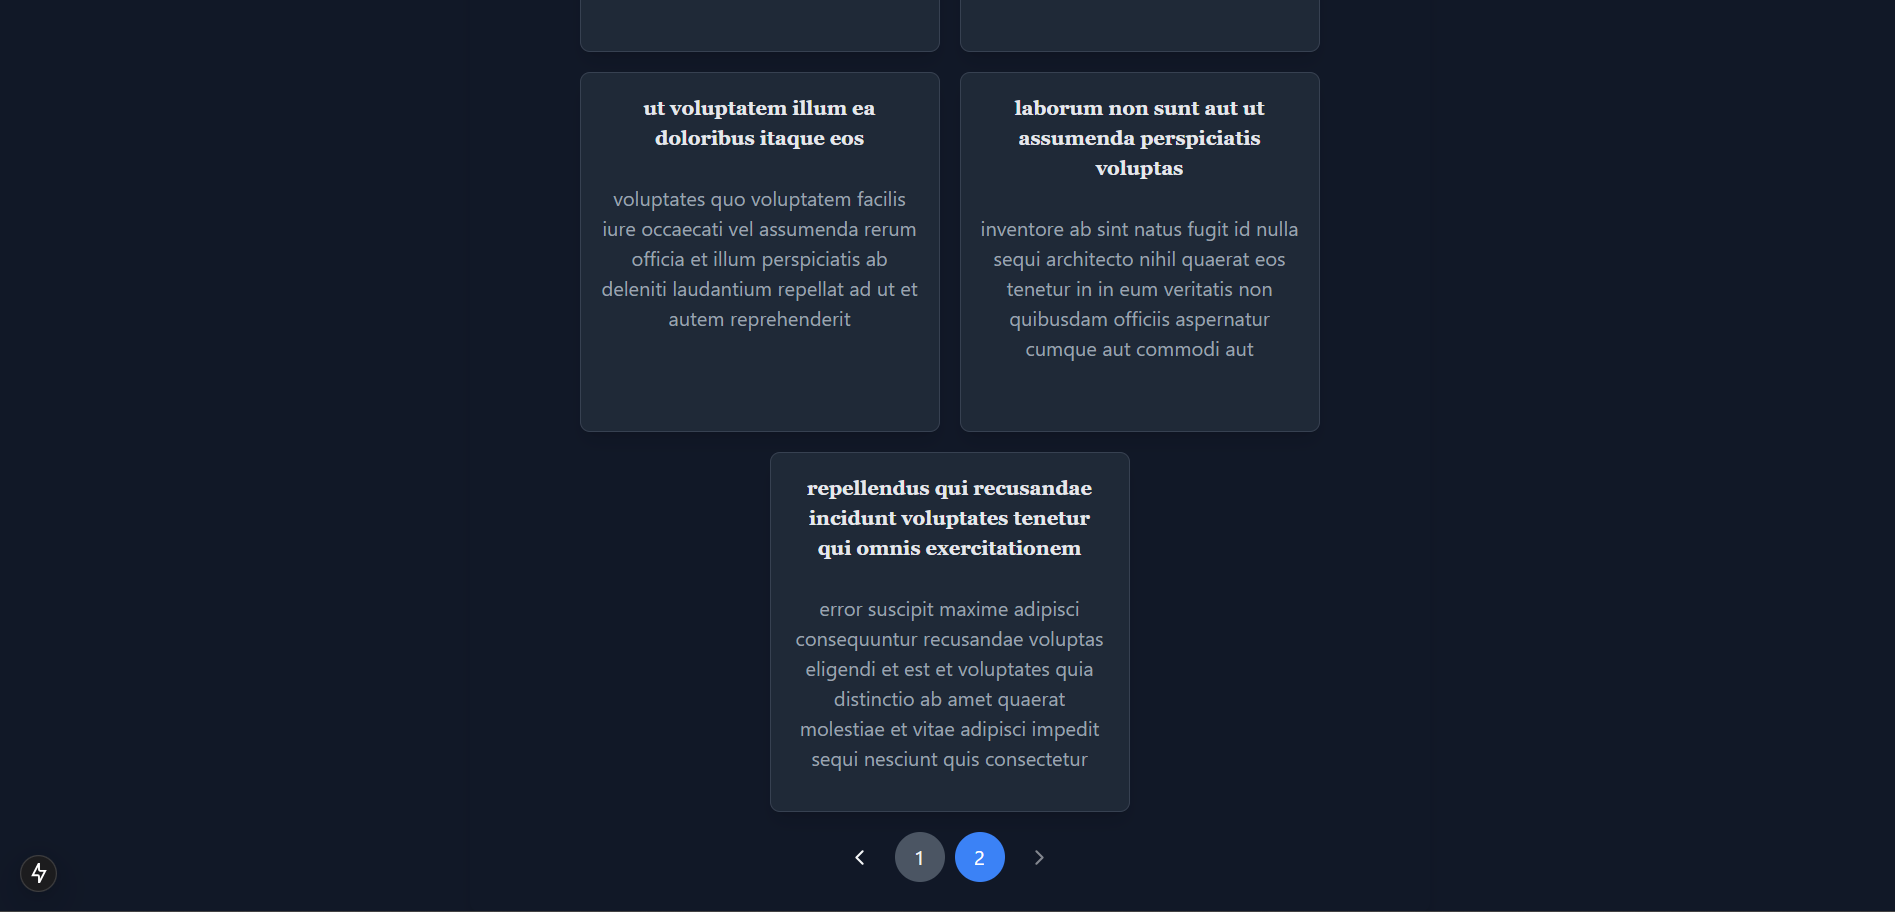 ut voluptatem illum ea
doloribus itaque eos
voluptates quo voluptatem facilis
iure occaecati vel assumenda rerum
officia et illum perspiciatis ab
deleniti laudantium repellat ad ut et
autem reprehenderit
laborum non sunt aut ut
assumenda perspiciatis
voluptas
inventore ab sint natus fugit id nulla
sequi architecto nihil quaerat eos
tenetur in in eum veritatis non
quibusdam officiis aspernatur
cumque aut commodi aut
repellendus qui recusandae
incidunt voluptates tenetur
qui omnis exercitationem
error suscipit maxime adipisci
consequuntur recusandae voluptas
eligendi et est et voluptates quia
distinctio ab amet quaerat
molestiae et vitae adipisci impedit
sequi nesciunt quis consectetur
1 2